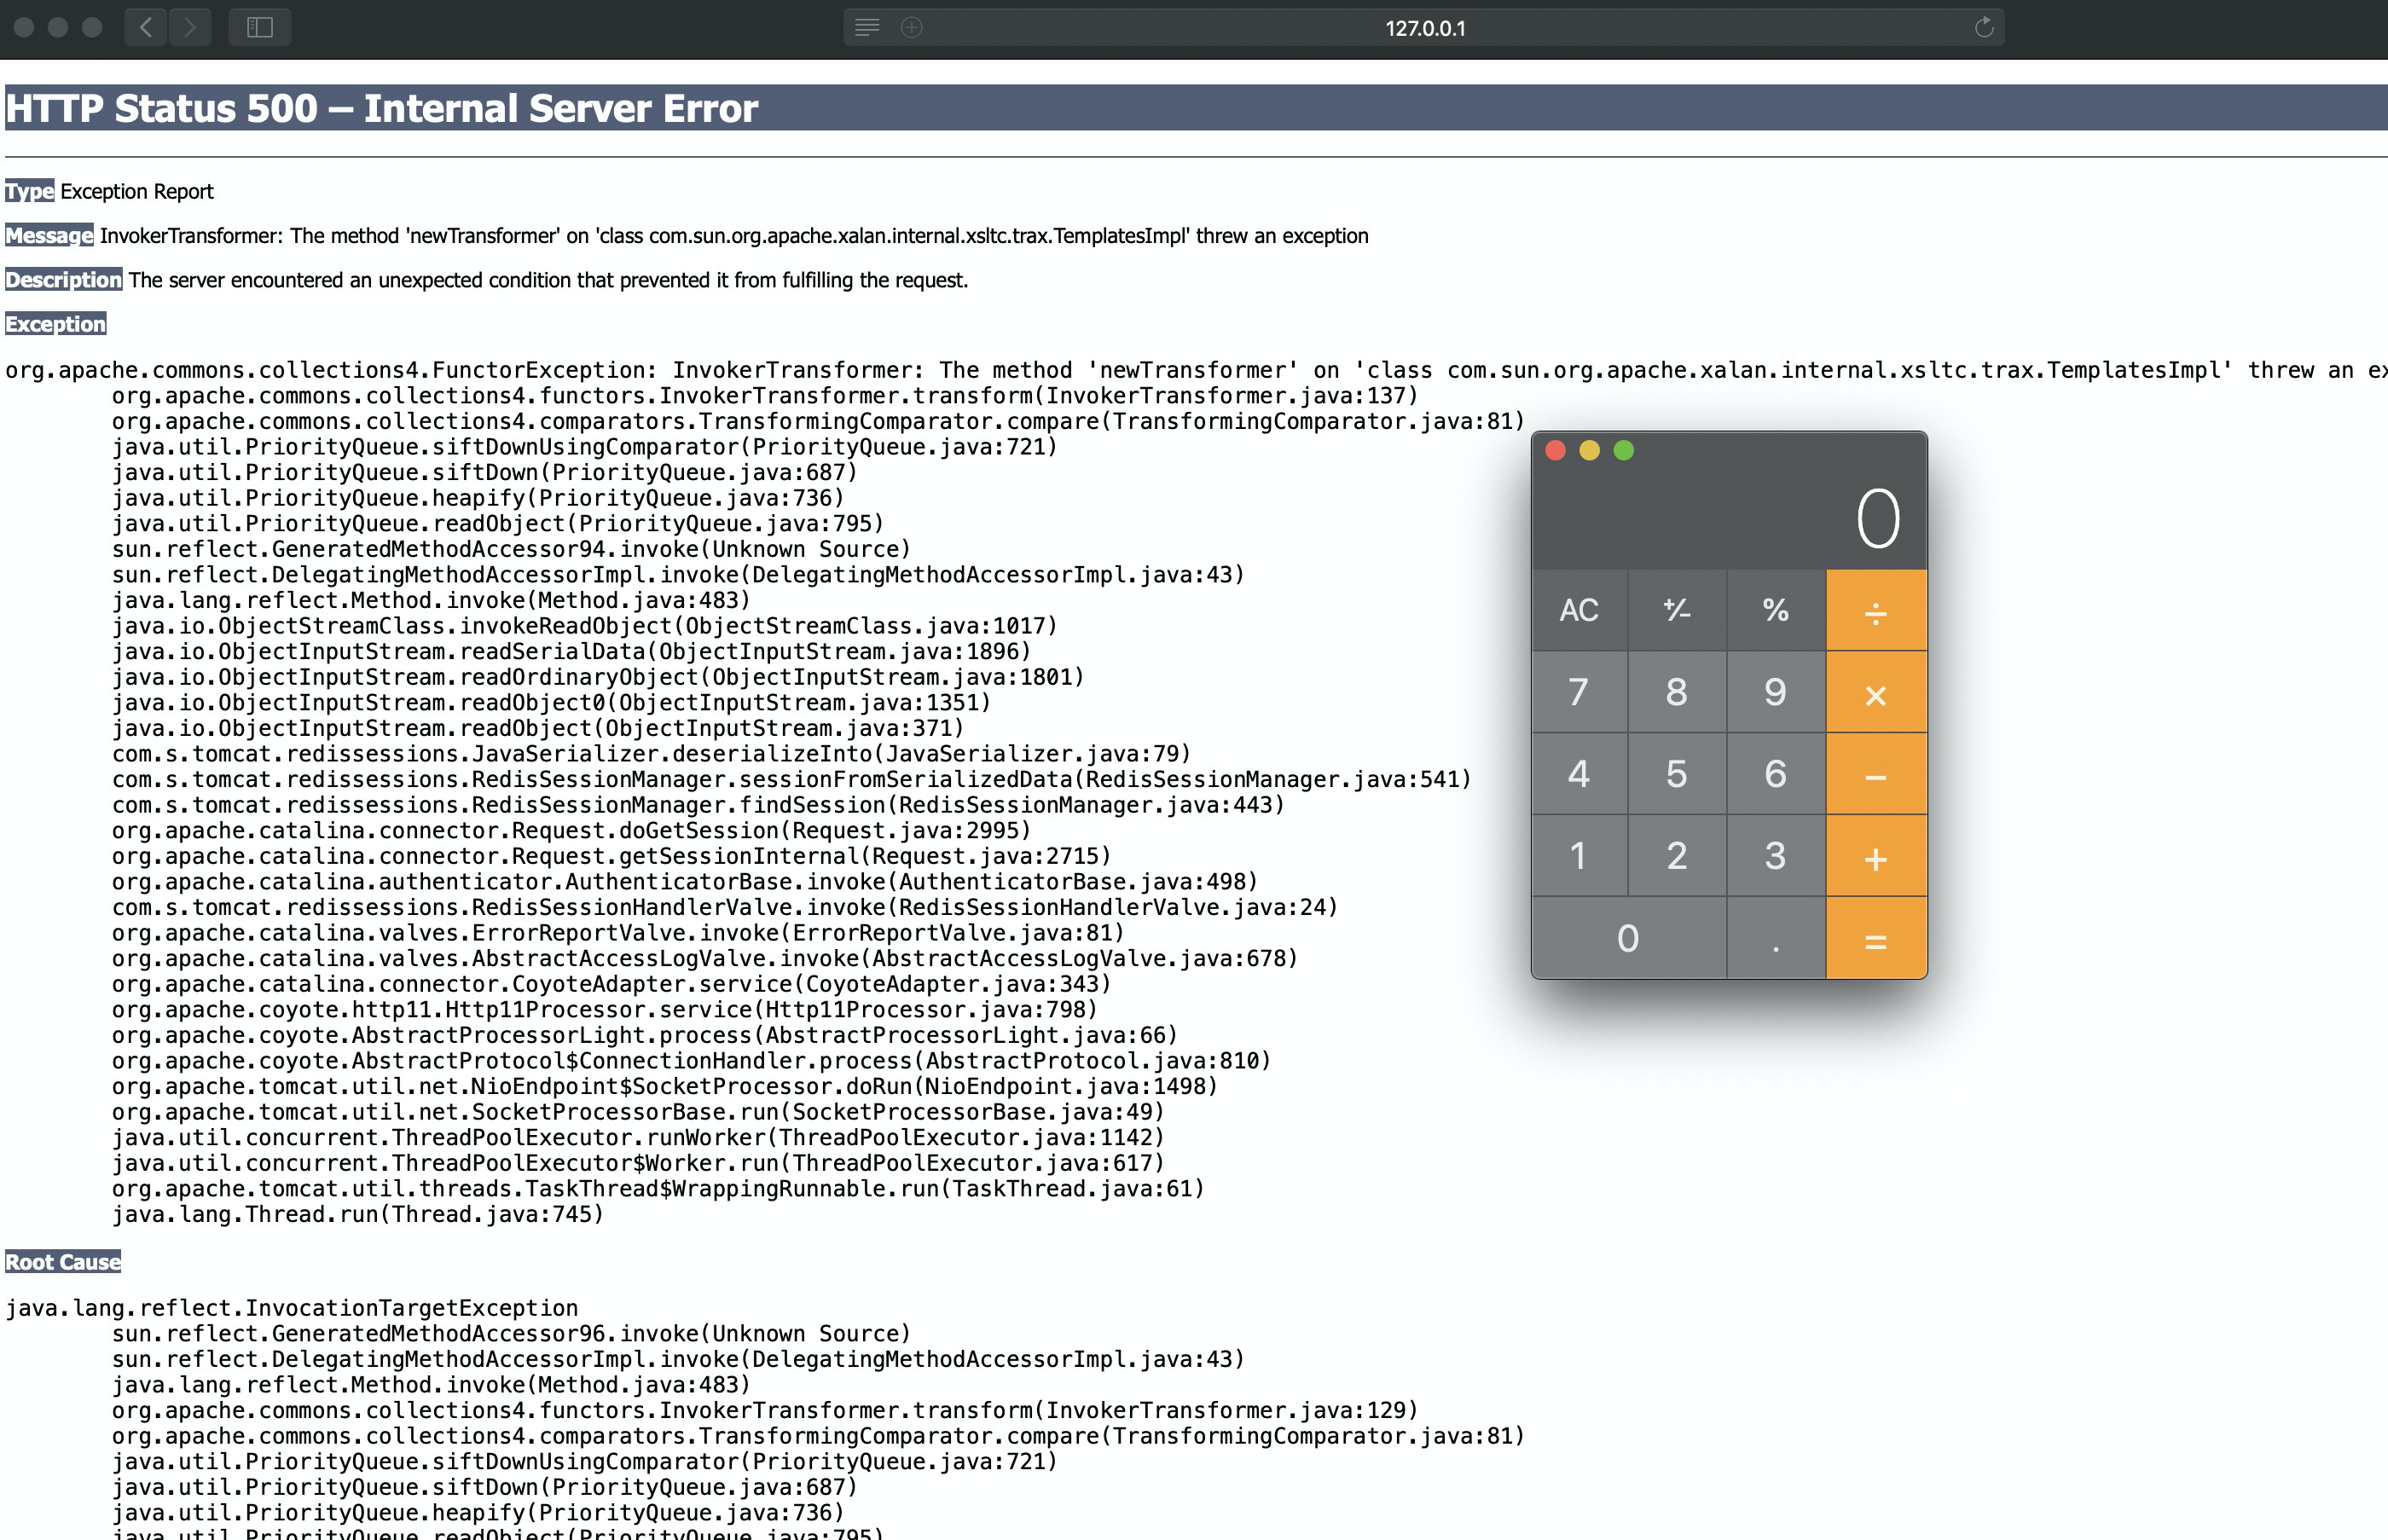 127.0.0.1
HTTP Status 500 – Internal Server Error
Type Exception Report
Message InvokerTransformer: The method 'newTransformer' on 'class com.sun.org.apache.xalan.internal.xsltc.trax.TemplatesImpl' threw an exception
Description The server encountered an unexpected condition that prevented it from fulfilling the request.
Exception
org.apache.commons.collections4.FunctorException: InvokerTransformer: The method 'newTransformer' on 'class com.sun.org.apache.xalan.internal.xsltc.trax.TemplatesImpl' threw an ex
org.apache.commons.collections4.functors.InvokerTransformer.transform(InvokerTransformer.java:137)
org.apache.commons.collections4.comparators.TransformingComparator.compare(TransformingComparator.java:81)
java.util.PriorityQueue.siftDownUsingComparator(PriorityQueue.java:721)
java.util.PriorityQueue.siftDown(PriorityQueue.java:687)
java.util.PriorityQueue.heapify(PriorityQueue.java:736)
java.util.PriorityQueue.readObject(PriorityQueue.java:795)
sun.reflect.GeneratedMethodAccessor94.invoke(Unknown Source)
sun.reflect.DelegatingMethodAccessorImpl.invoke(DelegatingMethodAccessorImpl.java:43)
java.lang.reflect.Method.invoke(Method.java:483)
java.io.ObjectStreamClass.invokeReadObject(ObjectStreamClass.java:1017)
java.io.ObjectInputStream.readSerialData(ObjectInputStream.java:1896)
java.io.ObjectInputStream.readOrdinaryObject(ObjectInputStream.java:1801)
java.io.ObjectInputStream.readObject0(ObjectInputStream.java:1351)
java.io.ObjectInputStream.readObject(ObjectInputStream.java:371)
com.s.tomcat.redissessions.JavaSerializer.deserializeInto(JavaSerializer.java:79)
com.s.tomcat.redissessions.RedisSessionManager.sessionFromSerializedData(RedisSessionManager.java:541)
com.s.tomcat.redissessions.RedisSessionManager.findSession(RedisSessionManager.java:443)
org.apache.catalina.connector.Request.doGetSession(Request.java:2995)
org.apache.catalina.connector.Request.getSessionInternal(Request.java:2715)
org.apache.catalina.authenticator.AuthenticatorBase.invoke(AuthenticatorBase.java:498)
com.s.tomcat.redissessions.RedisSessionHandlerValve.invoke(RedisSessionHandlerValve.java:24)
org.apache.catalina.valves.ErrorReportValve.invoke(ErrorReportValve.java:81)
org.apache.catalina.valves.AbstractAccessLogValve.invoke(AbstractAccessLogValve.java:678)
org.apache.catalina.connector.CoyoteAdapter.service(CoyoteAdapter.java:343)
org.apache.coyote.http11.Http11Processor.service(Http11Processor.java:798)
org.apache.coyote.AbstractProcessorLight.process(AbstractProcessorLight.java:66)
org.apache.coyote.AbstractProtocol$ConnectionHandler.process(AbstractProtocol.java:810)
org.apache.tomcat.util.net.NioEndpoint$SocketProcessor.doRun(NioEndpoint.java:1498)
org.apache.tomcat.util.net.SocketProcessorBase.run(SocketProcessorBase.java:49)
java.util.concurrent.ThreadPoolExecutor.runWorker(ThreadPoolExecutor.java:1142)
java.util.concurrent.ThreadPoolExecutor$Worker.run(ThreadPoolExecutor.java:617)
org.apache.tomcat.util.threads.TaskThread$WrappingRunnable.run(TaskThread.java:61)
java.lang.Thread.run(Thread.java:745)
Root Cause
java.lang.reflect.InvocationTargetException
sun.reflect.GeneratedMethodAccessor96.invoke(Unknown Source)
sun.reflect.DelegatingMethodAccessorImpl.invoke(DelegatingMethodAccessorImpl.java:43)
java.lang.reflect.Method.invoke(Method.java:483)
org.apache.commons.collections4.functors.InvokerTransformer.transform(InvokerTransformer.java:129)
org.apache.commons.collections4.comparators.TransformingComparator.compare(TransformingComparator.java:81)
java.util.PriorityQueue.siftDownUsingComparator(PriorityQueue.java:721)
java.util.PriorityQueue.siftDown(PriorityQueue.java:687)
java.util.PriorityQueue.heapify(PriorityQueue.java:736)
java.util.PriorityQueue.readObject(PriorityQueue.java:795)
0
AC +/- % ÷
7 8 9 ×
4 5 6 −
1 2 3 +
0 . =